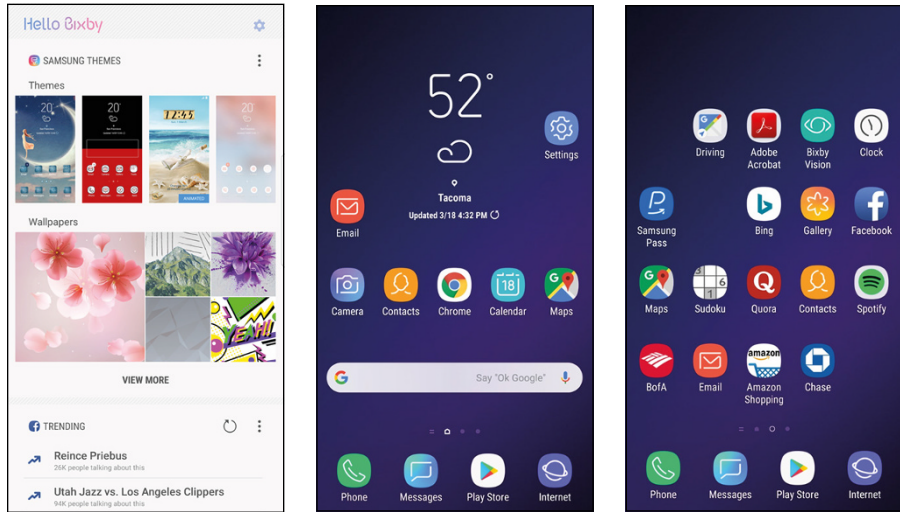 Hello Bixby
SAMSUNG THEMES
Themes
20°
20°
12:45
20°
ANIMATED
Wallpapers
YEAH!
VIEW MORE
TRENDING
Reince Priebus
26K people talking about this
Utah Jazz vs. Los Angeles Clippers
94K people talking about this
52°
Settings
Tacoma
Updated 3/18 4:32 PM
Email
18
Camera Contacts Chrome Calendar Maps
G Say "Ok Google"
Phone Messages Play Store Internet
Driving Adobe Acrobat Bixby Vision Clock
Samsung Pass Bing Gallery Facebook
G 6
1
Maps Sudoku Quora Contacts Spotify
amazon
BofA Email Amazon Shopping Chase
Phone Messages Play Store Internet